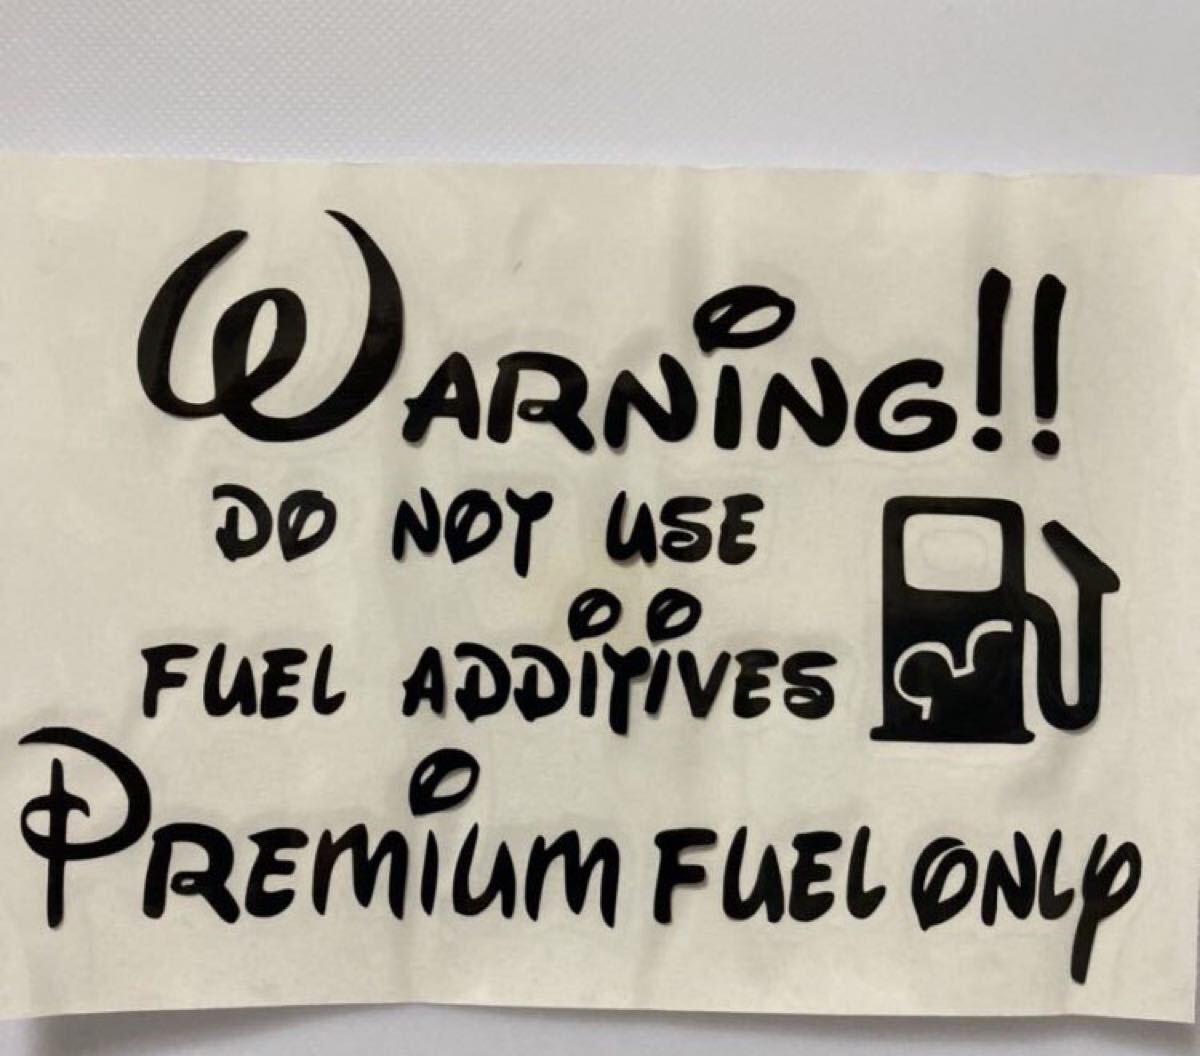 WARNING!!
DO NOT USE
FUEL ADDITIVES
PREMIUM FUEL ONLY